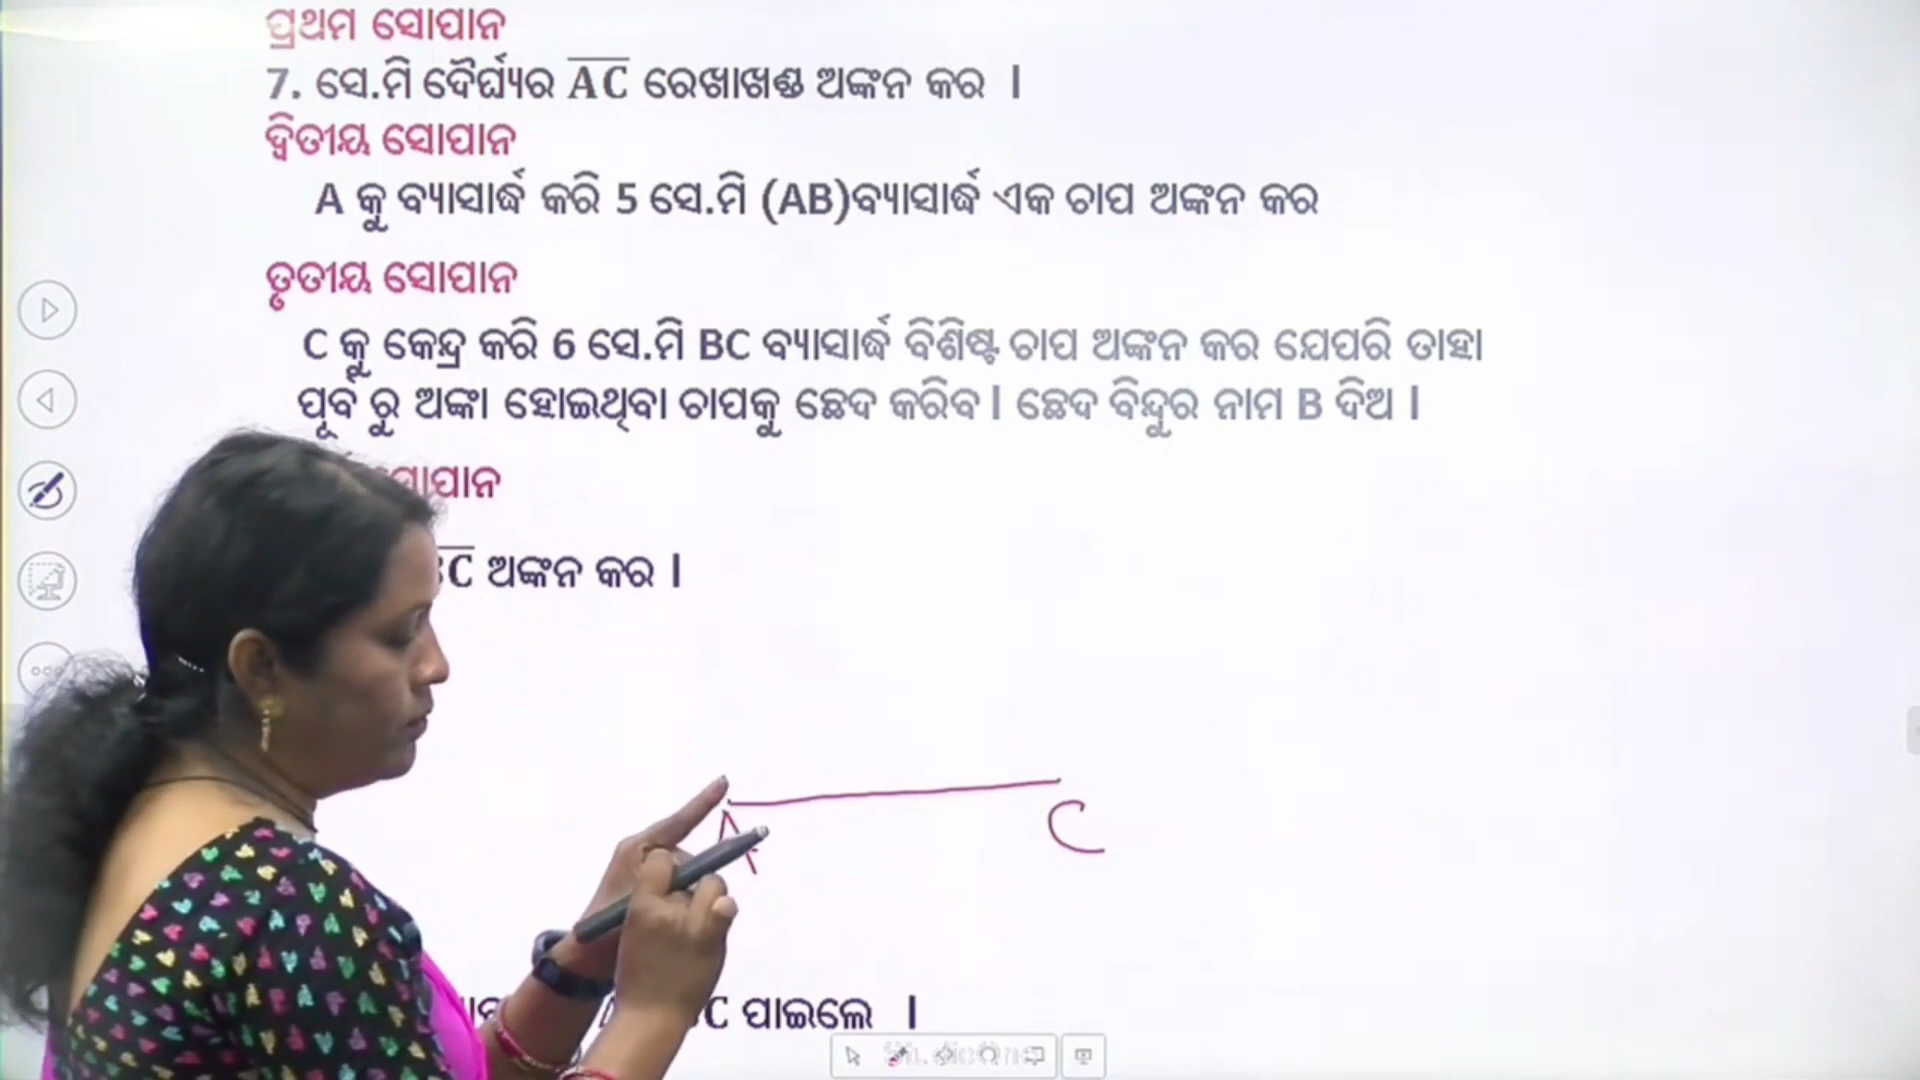 ପ୍ରଥମ ସୋପାନ
7. ସେ.ମି ଦୈର୍ଘ୍ୟର AC ରେଖାଖଣ୍ଡ ଅଙ୍କନ କର ।
ଦ୍ୱିତୀୟ ସୋପାନ
A କୁ ବ୍ୟାସାର୍ଦ୍ଧ କରି 5 ସେ.ମି (AB)ବ୍ୟାସାର୍ଦ୍ଧ ଏକ ଚାପ ଅଙ୍କନ କର
ତୃତୀୟ ସୋପାନ
C କୁ କେନ୍ଦ୍ର କରି 6 ସେ.ମି BC ବ୍ୟାସାର୍ଦ୍ଧ ବିଶିଷ୍ଟ ଚାପ ଅଙ୍କନ କର ଯେପରି ତାହା
ପୂର୍ବ ରୁ ଅଙ୍କା ହୋଇଥିବା ଚାପକୁ ଛେଦ କରିବ । ଛେଦ ବିନ୍ଦୁର ନାମ B ଦିଅ ।
ସୋପାନ
C ଅଙ୍କନ କର ।
A C
C ପାଇଲେ ।